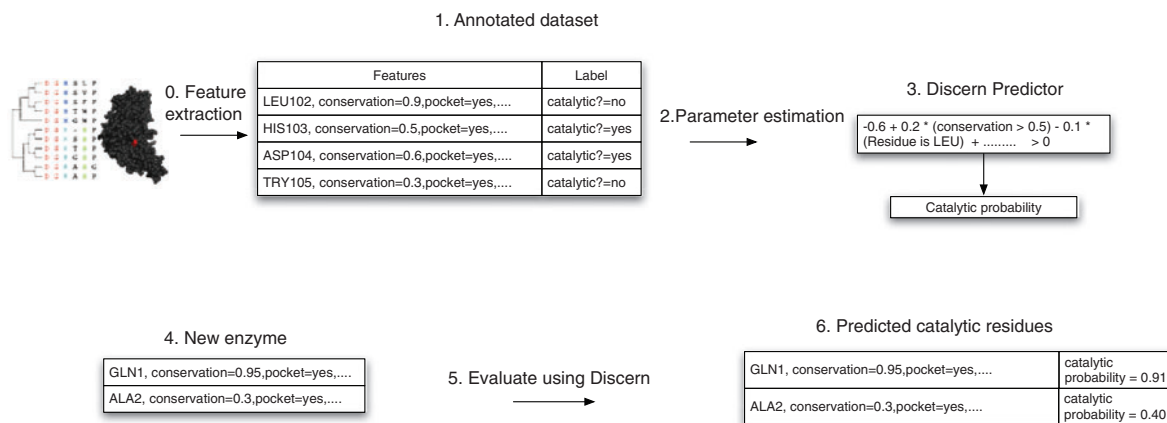 1. Annotated dataset
0. Feature
extraction
Features Label
LEU102, conservation=0.9,pocket=yes,.... catalytic?=no
HIS103, conservation=0.5,pocket=yes,.... catalytic?=yes
ASP104, conservation=0.6,pocket=yes,.... catalytic?=yes
TRY105, conservation=0.3,pocket=yes,.... catalytic?=no
2.Parameter estimation
3. Discern Predictor
-0.6 + 0.2 * (conservation > 0.5) - 0.1 *
(Residue is LEU) + ......... > 0
Catalytic probability
4. New enzyme
GLN1, conservation=0.95,pocket=yes,....
ALA2, conservation=0.3,pocket=yes,....
5. Evaluate using Discern
6. Predicted catalytic residues
GLN1, conservation=0.95,pocket=yes,.... catalytic
probability = 0.91
ALA2, conservation=0.3,pocket=yes,.... catalytic
probability = 0.40